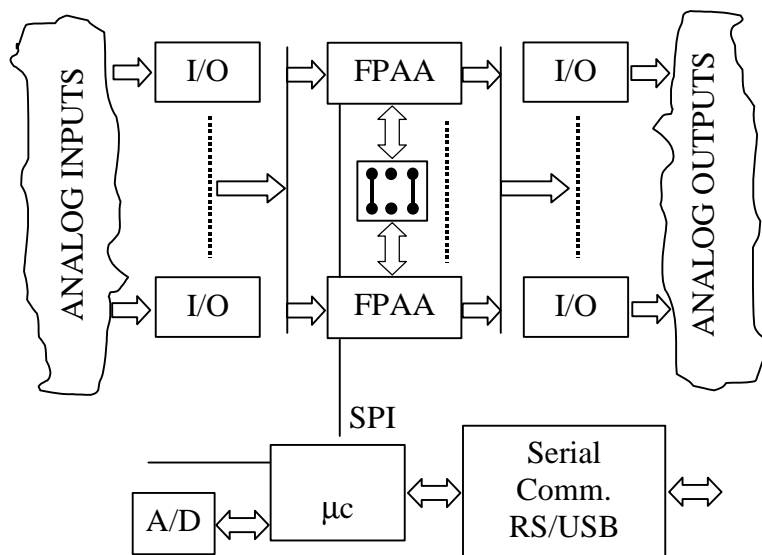 ANALOG INPUTS
I/O
FPAA
I/O
ANALOG OUTPUTS
I/O
FPAA
I/O
SPI
A/D
μc
Serial
Comm.
RS/USB